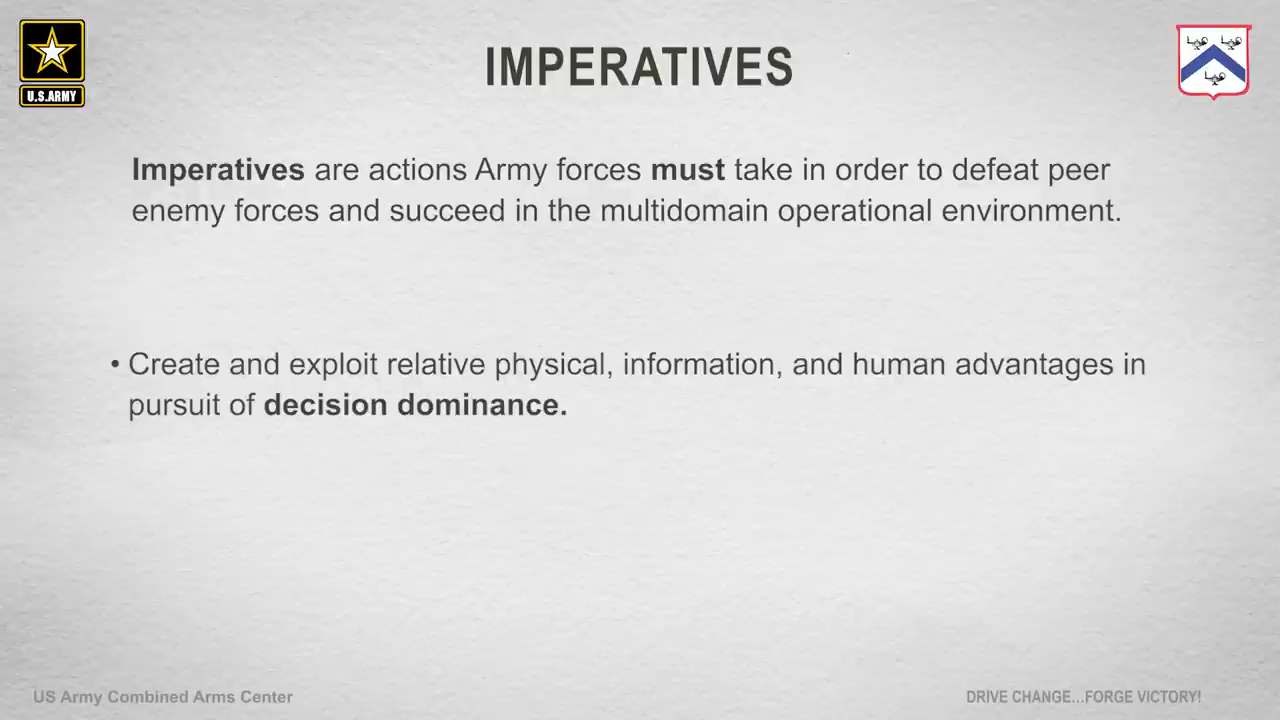 IMPERATIVES
U.S.ARMY
Imperatives are actions Army forces must take in order to defeat peer
enemy forces and succeed in the multidomain operational environment.
• Create and exploit relative physical, information, and human advantages in
pursuit of decision dominance.
US Army Combined Arms Center
DRIVE CHANGE...FORGE VICTORY!